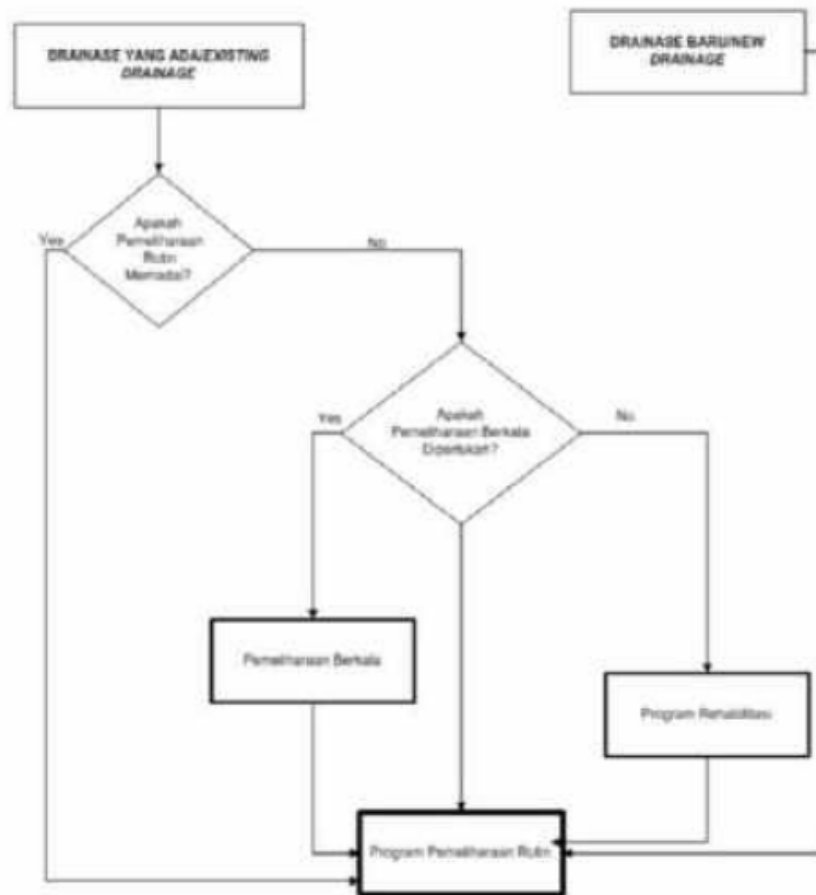 DRAINASE YANG ADA/EXISTING
DRAINAGE
DRAINASE BARU/NEW
DRAINAGE
Apakah
Pemeliharaan
Rutin
Memadai?
Yes
No
Apakah
Pemeliharaan Berkala
Diperlukan?
Yes
No
Pemeliharaan Berkala
Program Rehabilitasi
Program Pemeliharaan Rutin